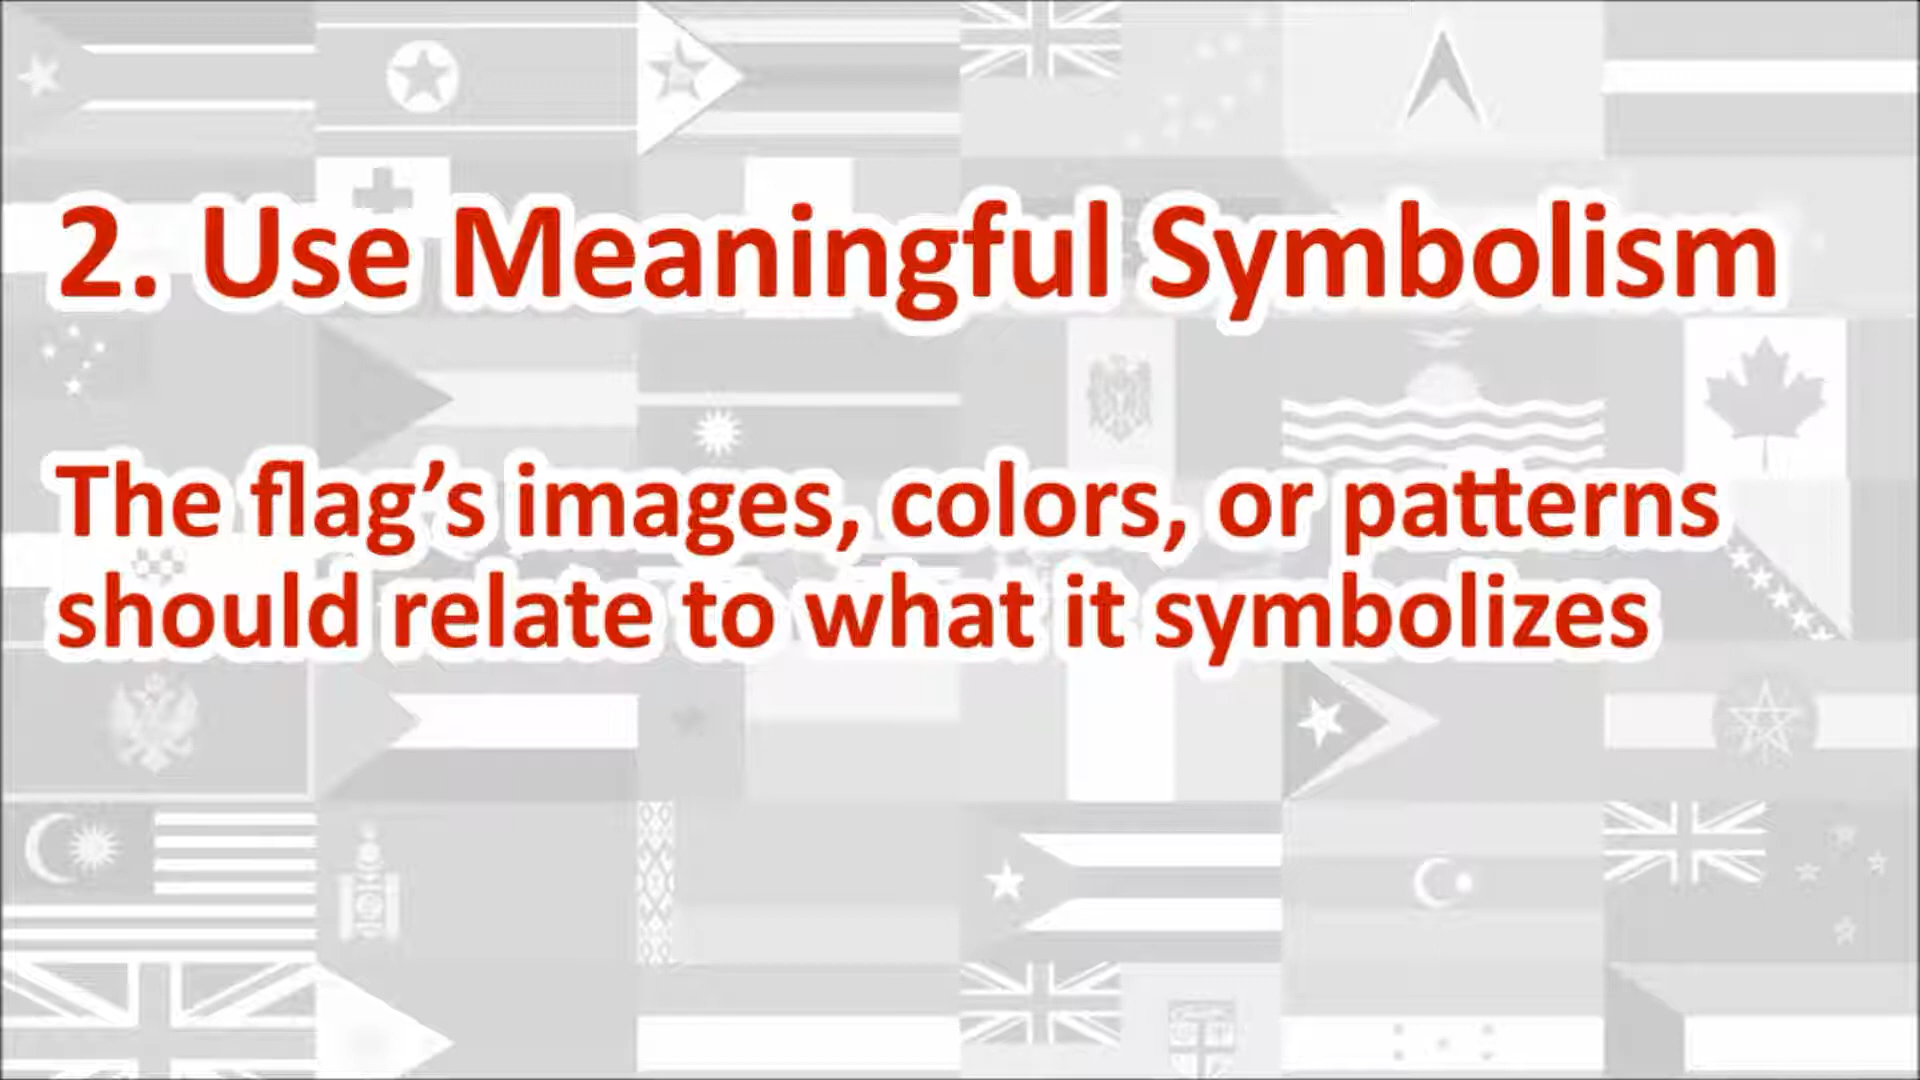 2. Use Meaningful Symbolism
The flag’s images, colors, or patterns
should relate to what it symbolizes